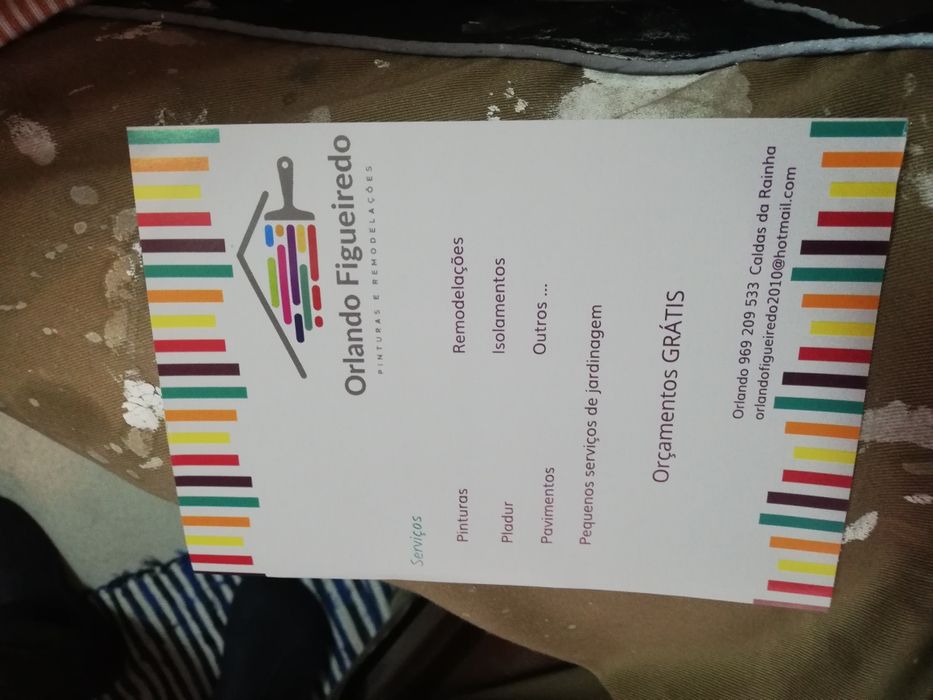 Orlando Figueiredo
PINTURAS E REMODELAÇÕES
Serviços
Pinturas Remodelações
Pladur Isolamentos
Pavimentos Outros ...
Pequenos serviços de jardinagem
Orçamentos GRÁTIS
Orlando 969 209 533 Caldas da Rainha
orlandofigueiredo2010@hotmail.com